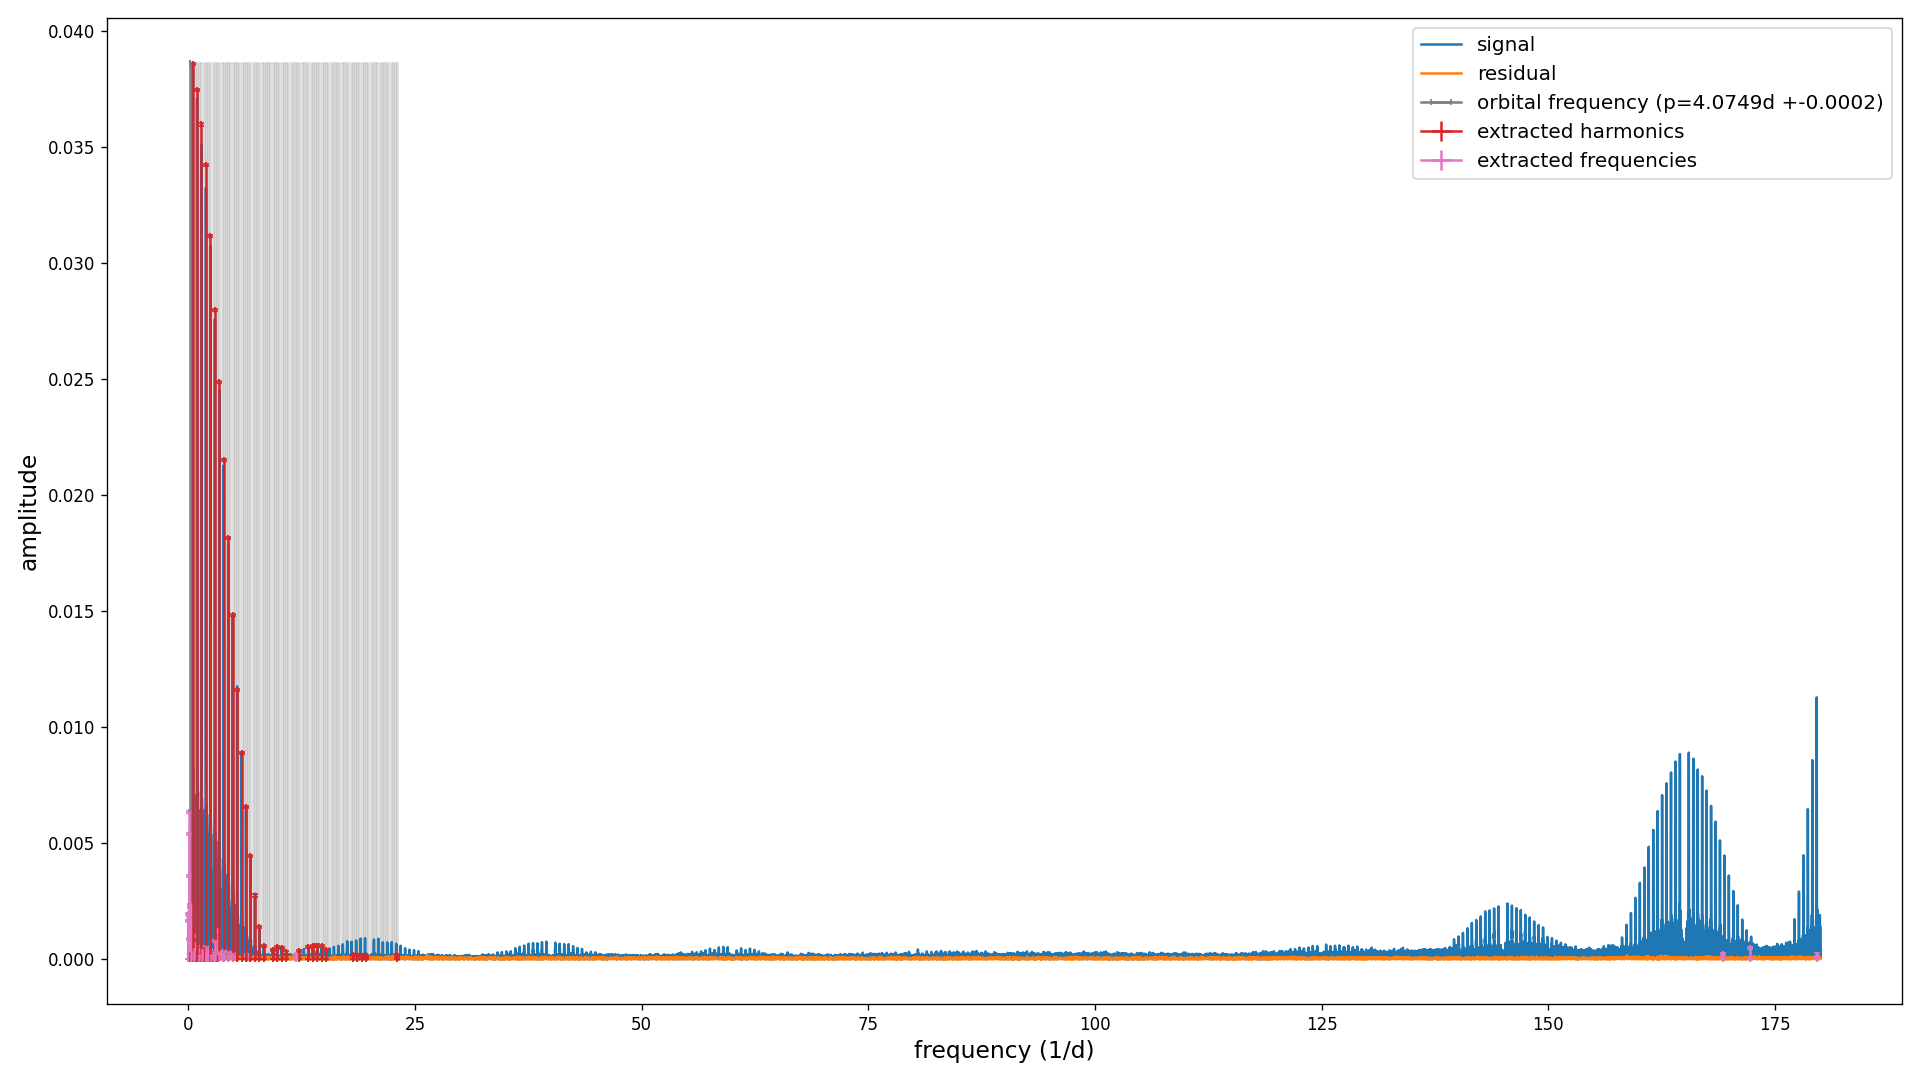 0.040
0.035
0.030
0.025
0.020
0.015
0.010
0.005
0.000
amplitude
signal
residual
orbital frequency (p=4.0749d +-0.0002)
extracted harmonics
extracted frequencies
0 25 50 75 100 125 150 175
frequency (1/d)